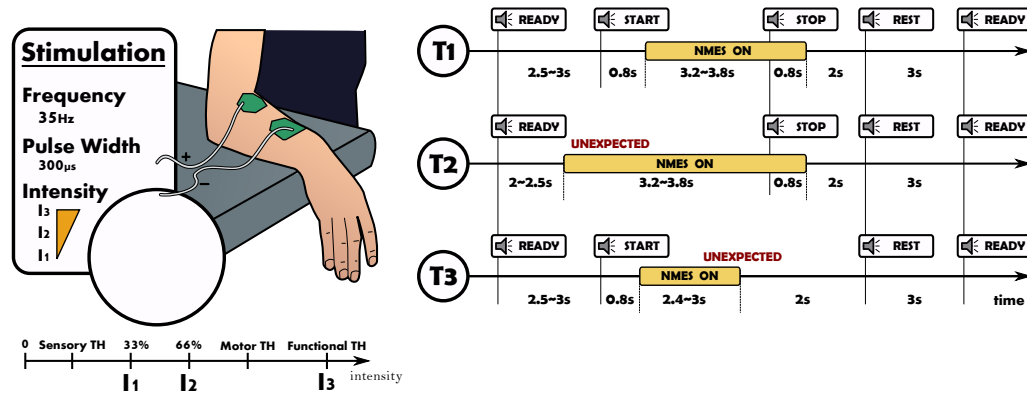 Stimulation
Frequency
35Hz
Pulse Width
300µs
Intensity
I3
I2
I1
+
−
0 Sensory TH 33% 66% Motor TH Functional TH
I1 I2 I3 intensity
READY START STOP REST READY
T1 NMES ON
2.5~3s 0.8s 3.2~3.8s 0.8s 2s 3s
READY STOP REST READY
UNEXPECTED
T2 NMES ON
2~2.5s 3.2~3.8s 0.8s 2s 3s
READY START REST READY
UNEXPECTED
T3 NMES ON
2.5~3s 0.8s 2.4~3s 2s 3s time